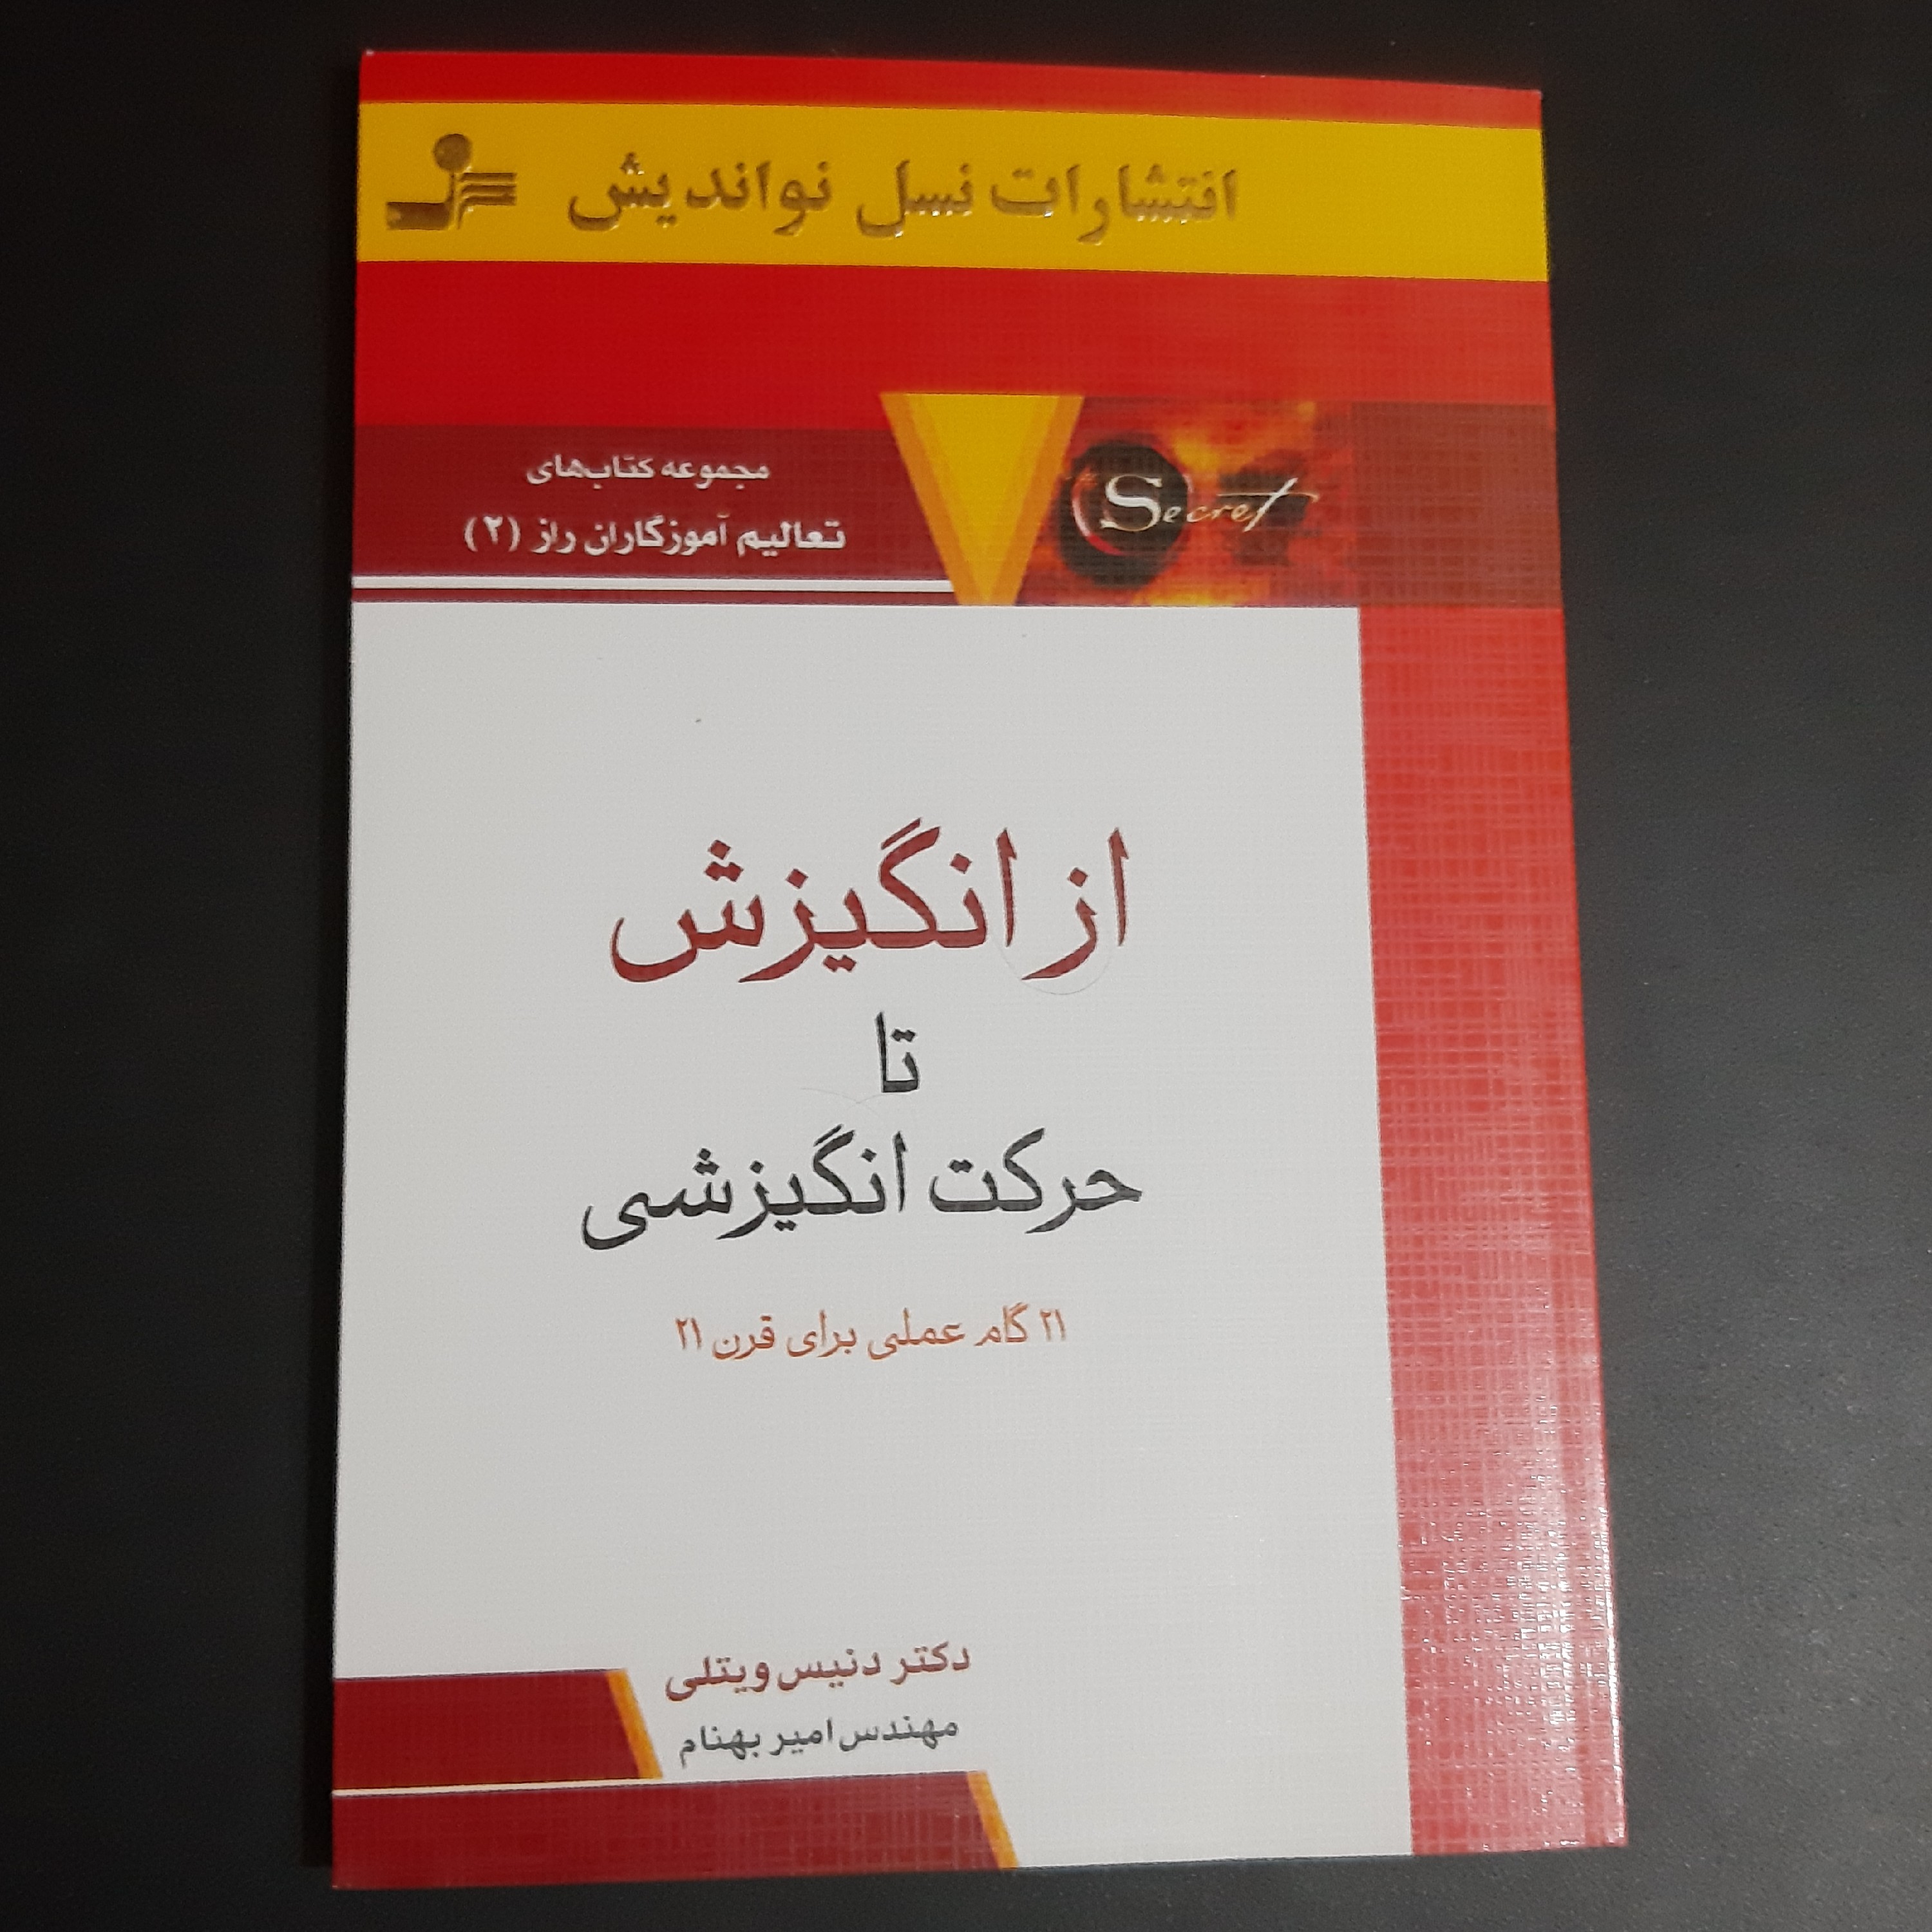 افتشارات نسل نواندیش
Secret
مجموعه کتاب‌های
تعالیم آموزگاران راز (۲)
از انگیزش
تا
حرکت انگیزشی
۲۱ گام عملی برای قرن ۲۱
دکتر دنیس ویتلی
مهندس امیر بهنام